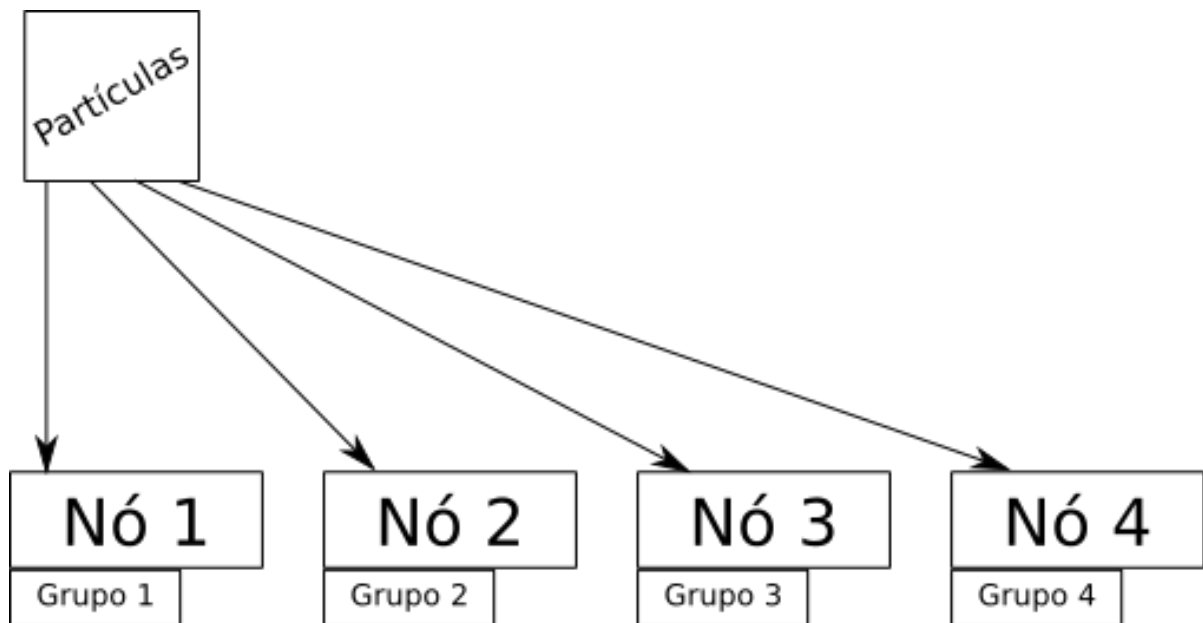 Partículas
Nó 1
Nó 2
Nó 3
Nó 4
Grupo 1
Grupo 2
Grupo 3
Grupo 4